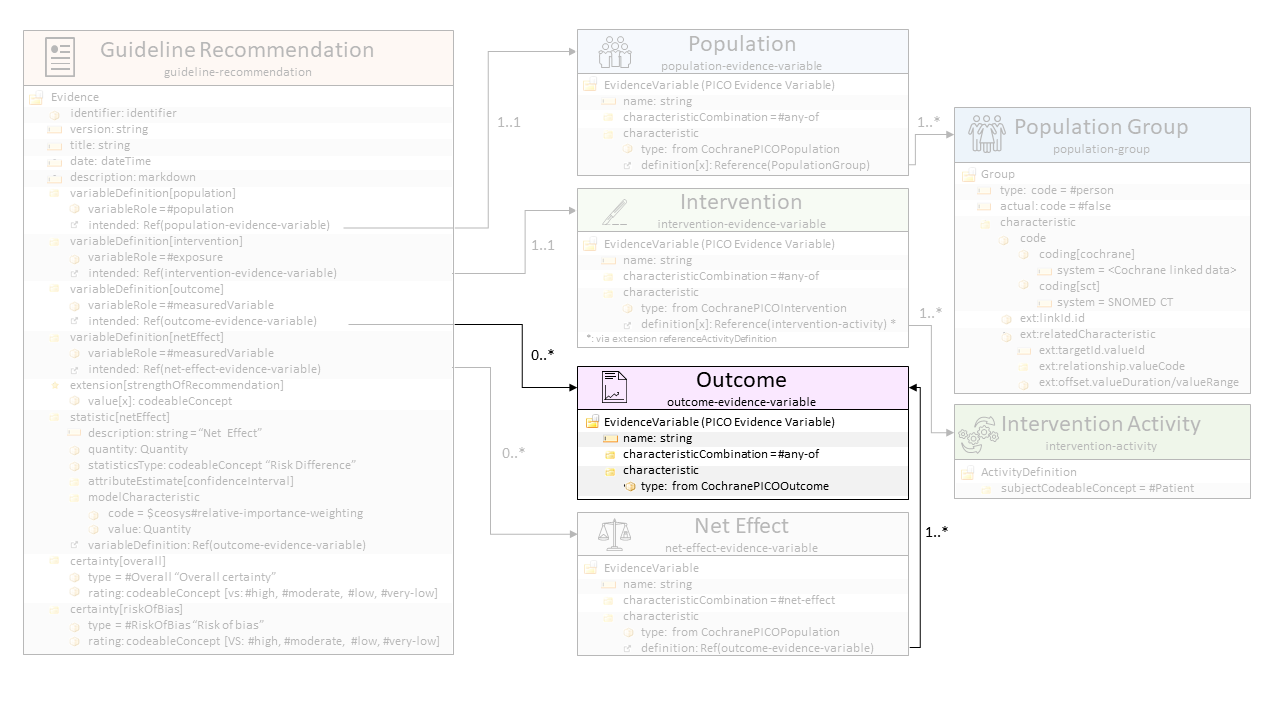 Guideline Recommendation
guideline-recommendation
Evidence
identifier: identifier
version: string
title: string
date: dateTime
description: markdown
variableDefinition[population]
variableRole =#population
intended: Ref(population-evidence-variable)
variableDefinition[intervention]
variableRole =#exposure
intended: Ref(intervention-evidence-variable)
variableDefinition[outcome]
variableRole =#measuredVariable
intended: Ref(outcome-evidence-variable)
variableDefinition[netEffect]
variableRole =#measuredVariable
intended: Ref(net-effect-evidence-variable)
extension[strengthOfRecommendation]
value[x]: codeableConcept
statistic[netEffect]
description: string = “Net Effect”
quantity: Quantity
statisticsType: codeableConcept “Risk Difference”
attributeEstimate[confidenceInterval]
modelCharacteristic
code = $ceosys#relative-importance-weighting
value: Quantity
variableDefinition: Ref(outcome-evidence-variable)
certainty[overall]
type = #Overall “Overall certainty”
rating: codeableConcept [vs: #high, #moderate, #low, #very-low]
certainty[riskOfBias]
type = #RiskOfBias “Risk of bias”
rating: codeableConcept [VS: #high, #moderate, #low, #very-low]
1..1
1..1
0..*
0..*
Population
population-evidence-variable
EvidenceVariable (PICO Evidence Variable)
name: string
characteristicCombination =#any-of
characteristic
type: from CochranePICOPopulation
definition[x]: Reference(PopulationGroup)
Intervention
intervention-evidence-variable
EvidenceVariable (PICO Evidence Variable)
name: string
characteristicCombination =#any-of
characteristic
type: from CochranePICOIntervention
definition[x]: Reference(intervention-activity) *
*: via extension referenceActivityDefinition
Outcome
outcome-evidence-variable
EvidenceVariable (PICO Evidence Variable)
name: string
characteristicCombination =#any-of
characteristic
type: from CochranePICOOutcome
Net Effect
net-effect-evidence-variable
EvidenceVariable
name: string
characteristicCombination =#net-effect
characteristic
type: from CochranePICOPopulation
definition: Ref(outcome-evidence-variable)
1..*
1..*
1..*
Population Group
population-group
Group
type: code = #person
actual: code = #false
characteristic
code
coding[cochrane]
system = <Cochrane linked data>
coding[sct]
system = SNOMED CT
ext:linkId.id
ext:relatedCharacteristic
ext:targetId.valueId
ext:relationship.valueCode
ext:offset.valueDuration/valueRange
Intervention Activity
intervention-activity
ActivityDefinition
subjectCodeableConcept = #Patient